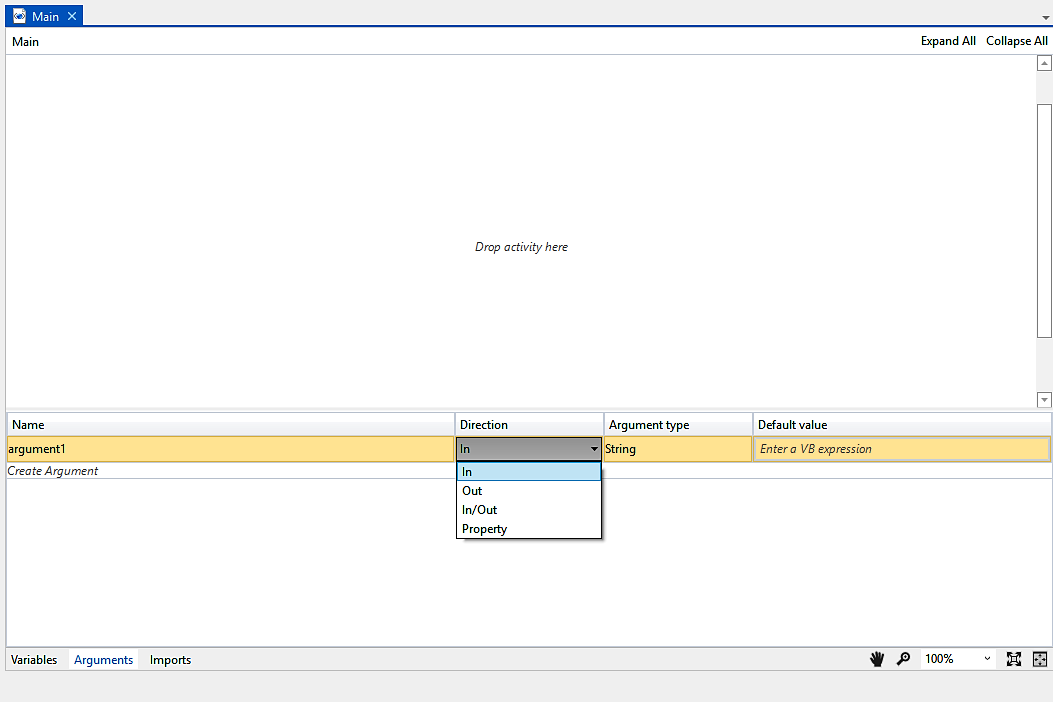 Main
Main Expand All Collapse All
Drop activity here
Name Direction Argument type Default value
argument1 In String Enter a VB expression
Create Argument
In
Out
In/Out
Property
Variables Arguments Imports 100%